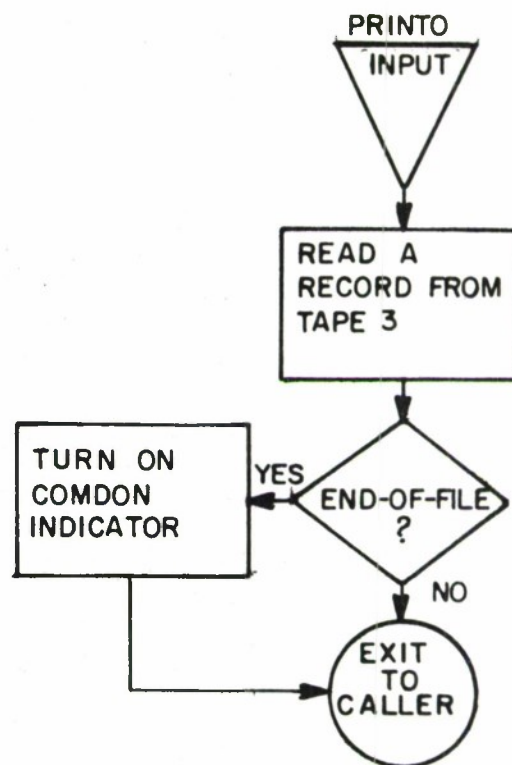 PRINTO
INPUT
READ A
RECORD FROM
TAPE 3
END-OF-FILE
?
YES
TURN ON
COMDON
INDICATOR
NO
EXIT
TO
CALLER